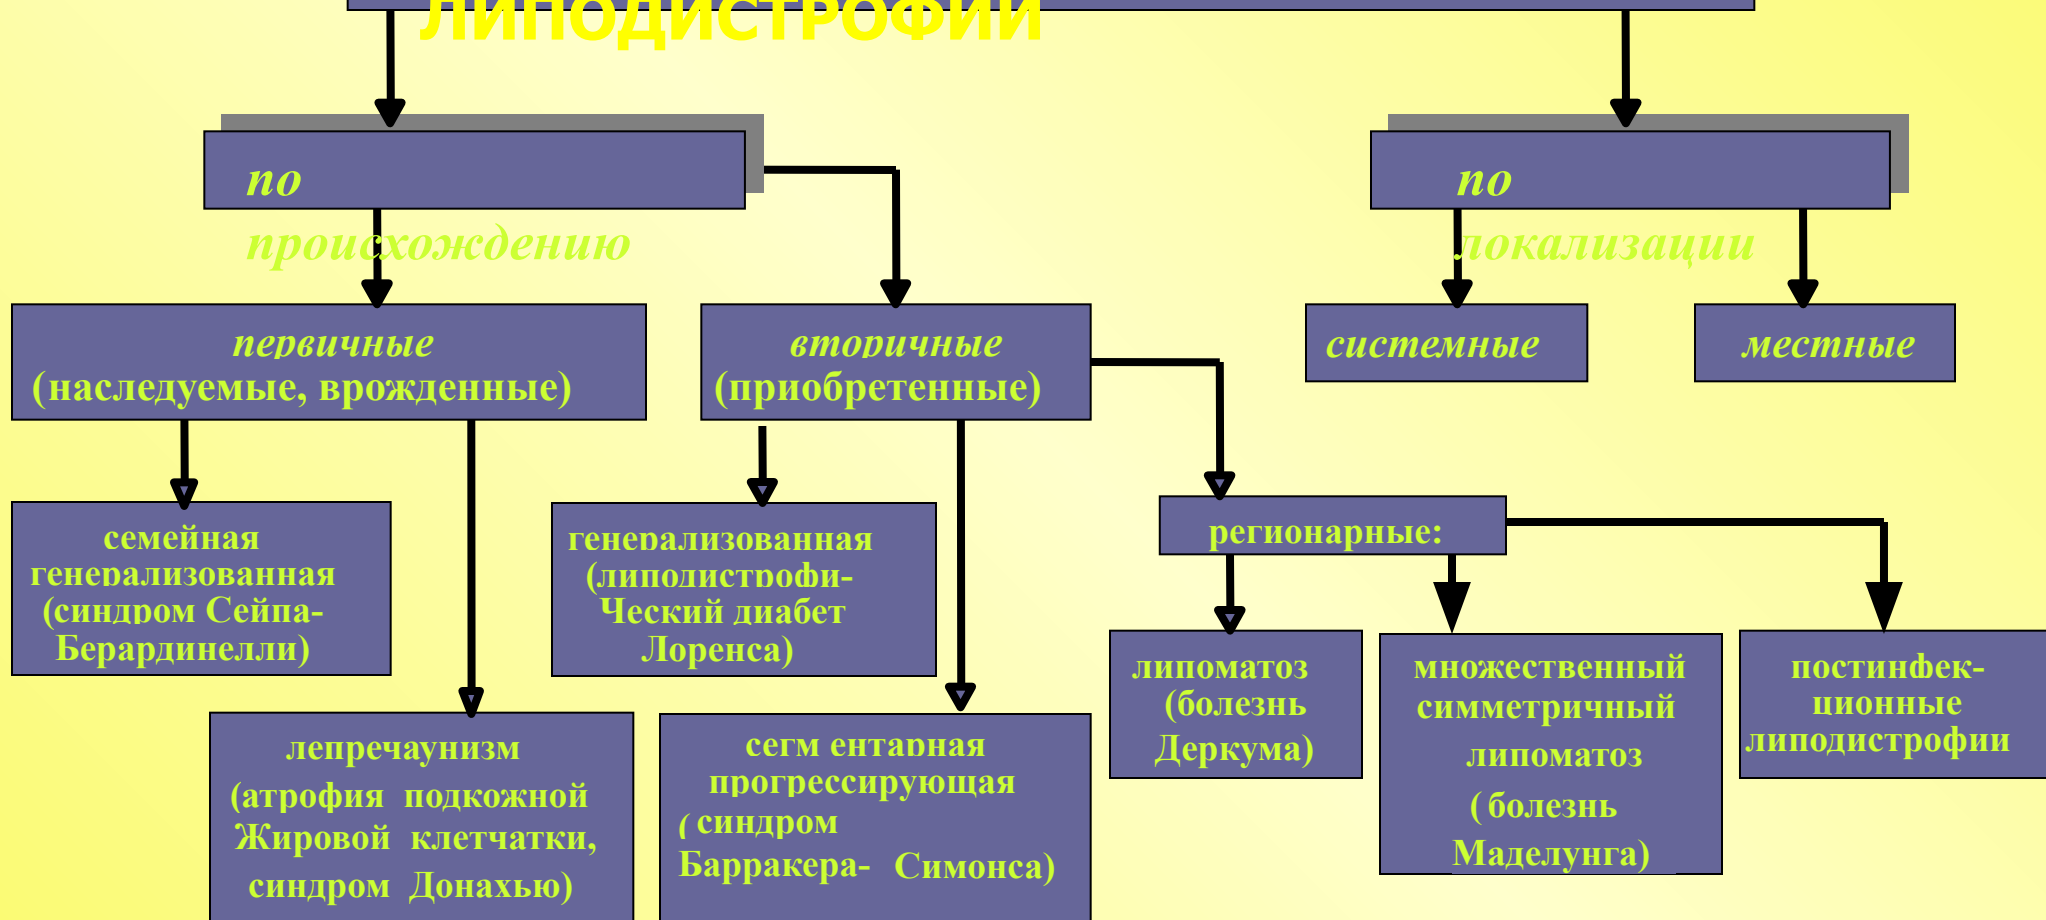 ЛИПОДИСТРОФИИ
по
происхождению
по
локализации
первичные
(наследуемые, врожденные)
вторичные
(приобретенные)
системные
местные
семейная
генерализованная
(синдром Сейпа-
Берардинелли)
генерализованная
(липодистрофи-
Ческий диабет
Лоренса)
регионарные:
лепречаунизм
(атрофия подкожной
Жировой клетчатки,
синдром Донахью)
сегм ентарная
прогрессирующая
( синдром
Барракера- Симонса)
липоматоз
(болезнь
Деркума)
множественный
симметричный
липоматоз
( болезнь
Маделунга)
постинфек-
ционные
липодистрофии